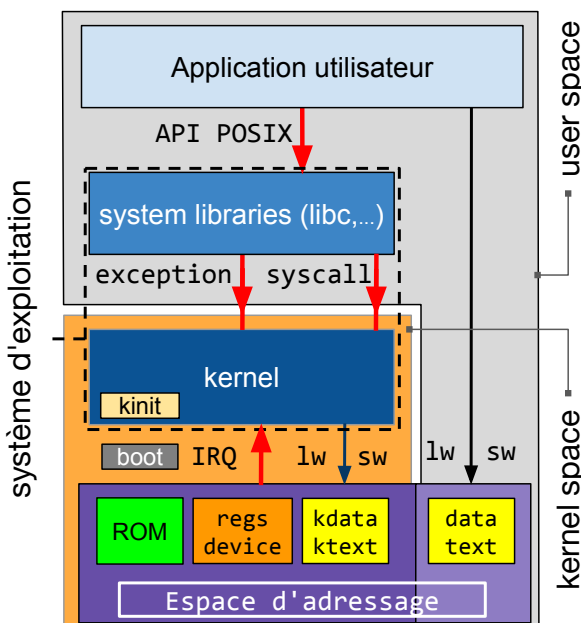 Application utilisateur
API POSIX
system libraries (libc,...)
exception syscall
kernel
kinit
boot IRQ lw sw lw sw
ROM
regs
device
kdata
ktext
data
text
Espace d'adressage
système d'exploitation
user space
kernel space